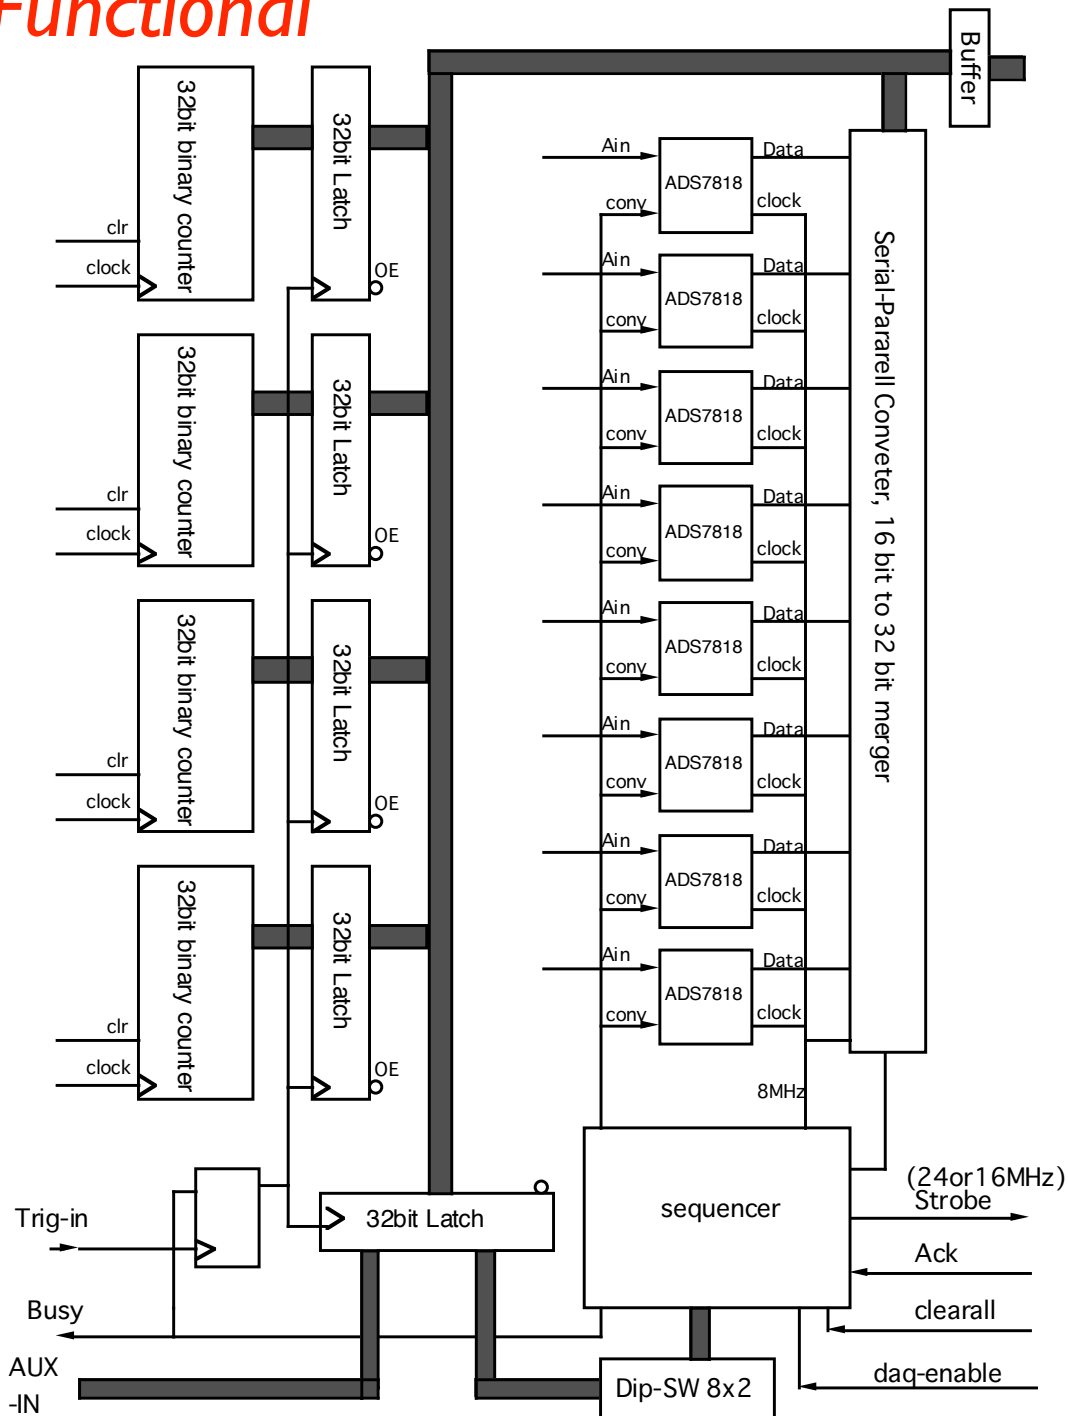 Functional
Buffer
32bit binary counter
32bit Latch
clr
clock
OE
32bit binary counter
32bit Latch
clr
clock
OE
32bit binary counter
32bit Latch
clr
clock
OE
32bit binary counter
32bit Latch
clr
clock
OE
Ain
conv
ADS7818
Data
clock
Ain
conv
ADS7818
Data
clock
Ain
conv
ADS7818
Data
clock
Ain
conv
ADS7818
Data
clock
Ain
conv
ADS7818
Data
clock
Ain
conv
ADS7818
Data
clock
Ain
conv
ADS7818
Data
clock
Ain
conv
ADS7818
Data
clock
Serial-Pararell Conveter, 16 bit to 32 bit merger
8MHz
Trig-in
32bit Latch
sequencer
(24or16MHz)
Strobe
Ack
Busy
clearall
AUX
-IN
Dip-SW 8x2
daq-enable